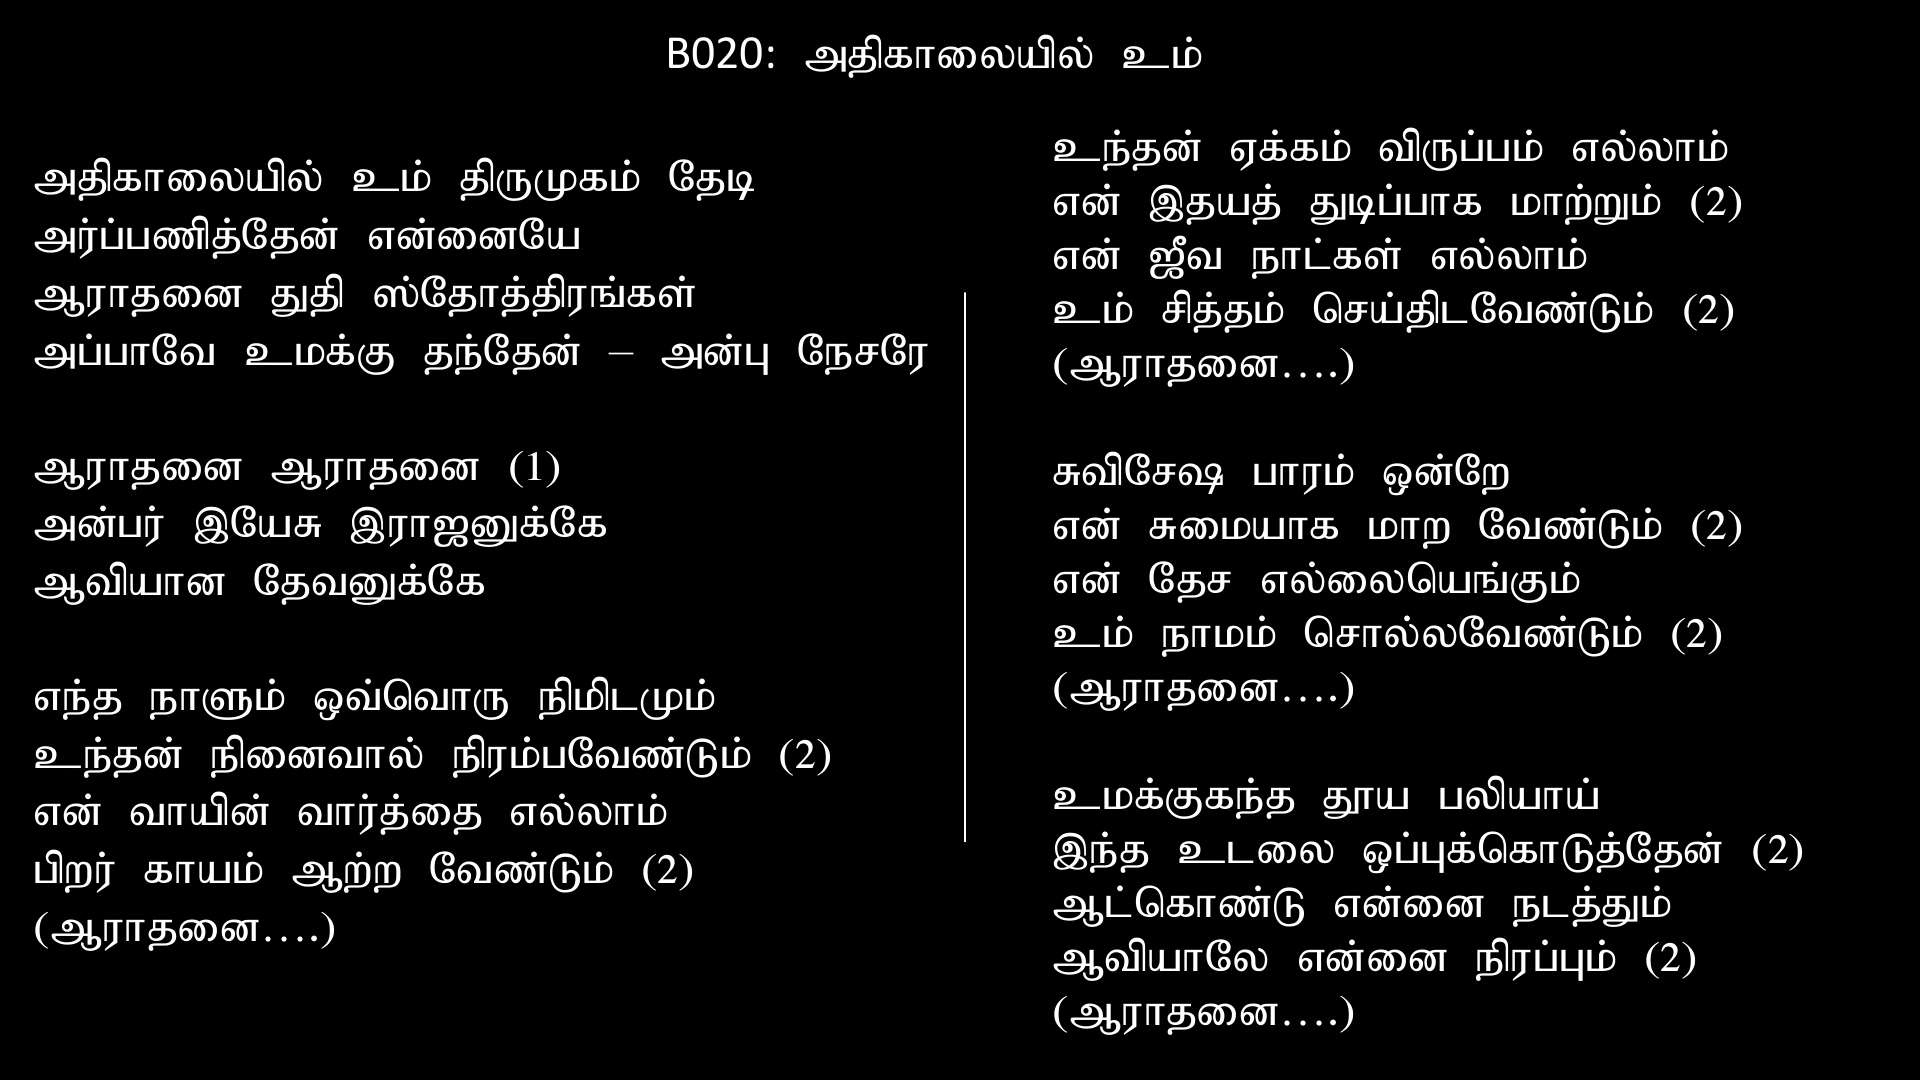 B020: அதிகாலையில் உம்
அதிகாலையில் உம் திருமுகம் தேடி
அர்ப்பணித்தேன் என்னையே
ஆராதனை துதி ஸ்தோத்திரங்கள்
அப்பாவே உமக்கு தந்தேன் – அன்பு நேசரே
ஆராதனை ஆராதனை (1)
அன்பர் இயேசு இராஜனுக்கே
ஆவியான தேவனுக்கே
எந்த நாளும் ஒவ்வொரு நிமிடமும்
உந்தன் நினைவால் நிரம்பவேண்டும் (2)
என் வாயின் வார்த்தை எல்லாம்
பிறர் காயம் ஆற்ற வேண்டும் (2)
(ஆராதனை....)
உந்தன் ஏக்கம் விருப்பம் எல்லாம்
என் இதயத் துடிப்பாக மாற்றும் (2)
என் ஜீவ நாட்கள் எல்லாம்
உம் சித்தம் செய்திடவேண்டும் (2)
(ஆராதனை....)
சுவிசேஷ பாரம் ஒன்றே
என் சுமையாக மாற வேண்டும் (2)
என் தேச எல்லையெங்கும்
உம் நாமம் சொல்லவேண்டும் (2)
(ஆராதனை....)
உமக்குகந்த தூய பலியாய்
இந்த உடலை ஒப்புக்கொடுத்தேன் (2)
ஆட்கொண்டு என்னை நடத்தும்
ஆவியாலே என்னை நிரப்பும் (2)
(ஆராதனை....)